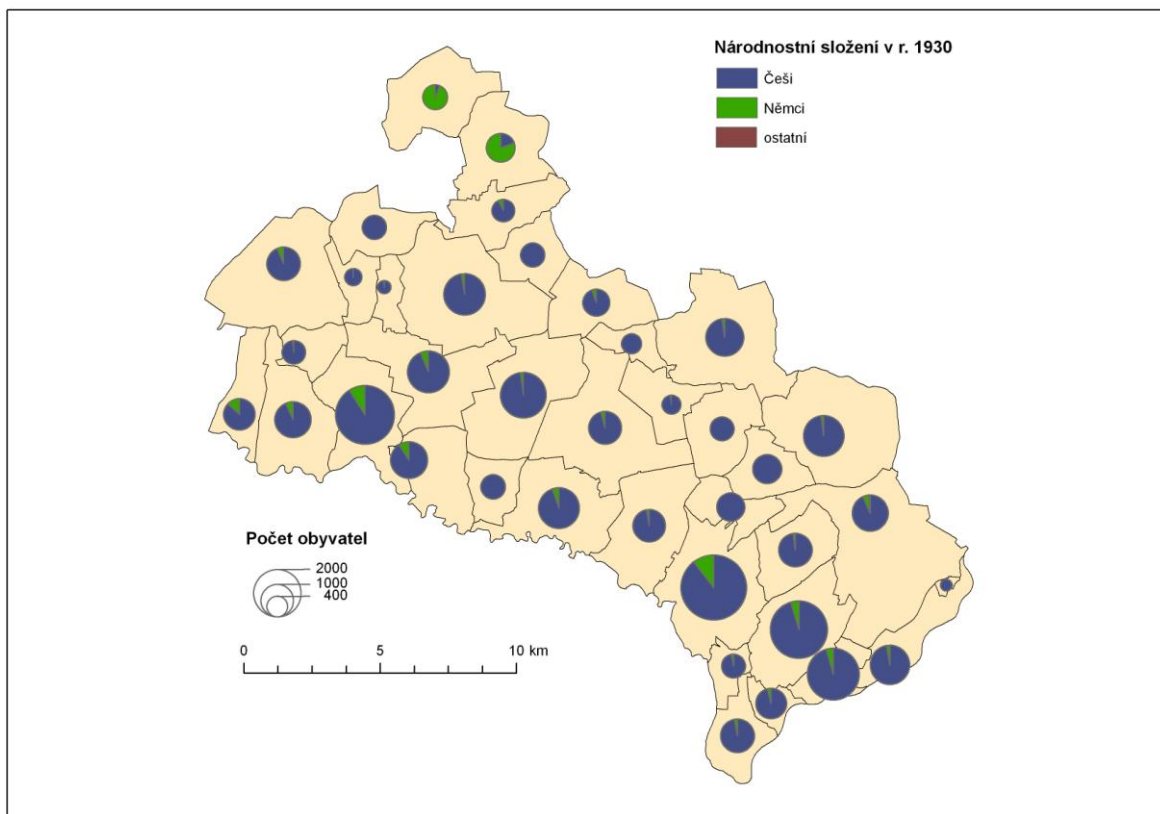 Národnostní složení v r. 1930
Češi
Němci
ostatní
Počet obyvatel
2000
1000
400
0 5 10 km